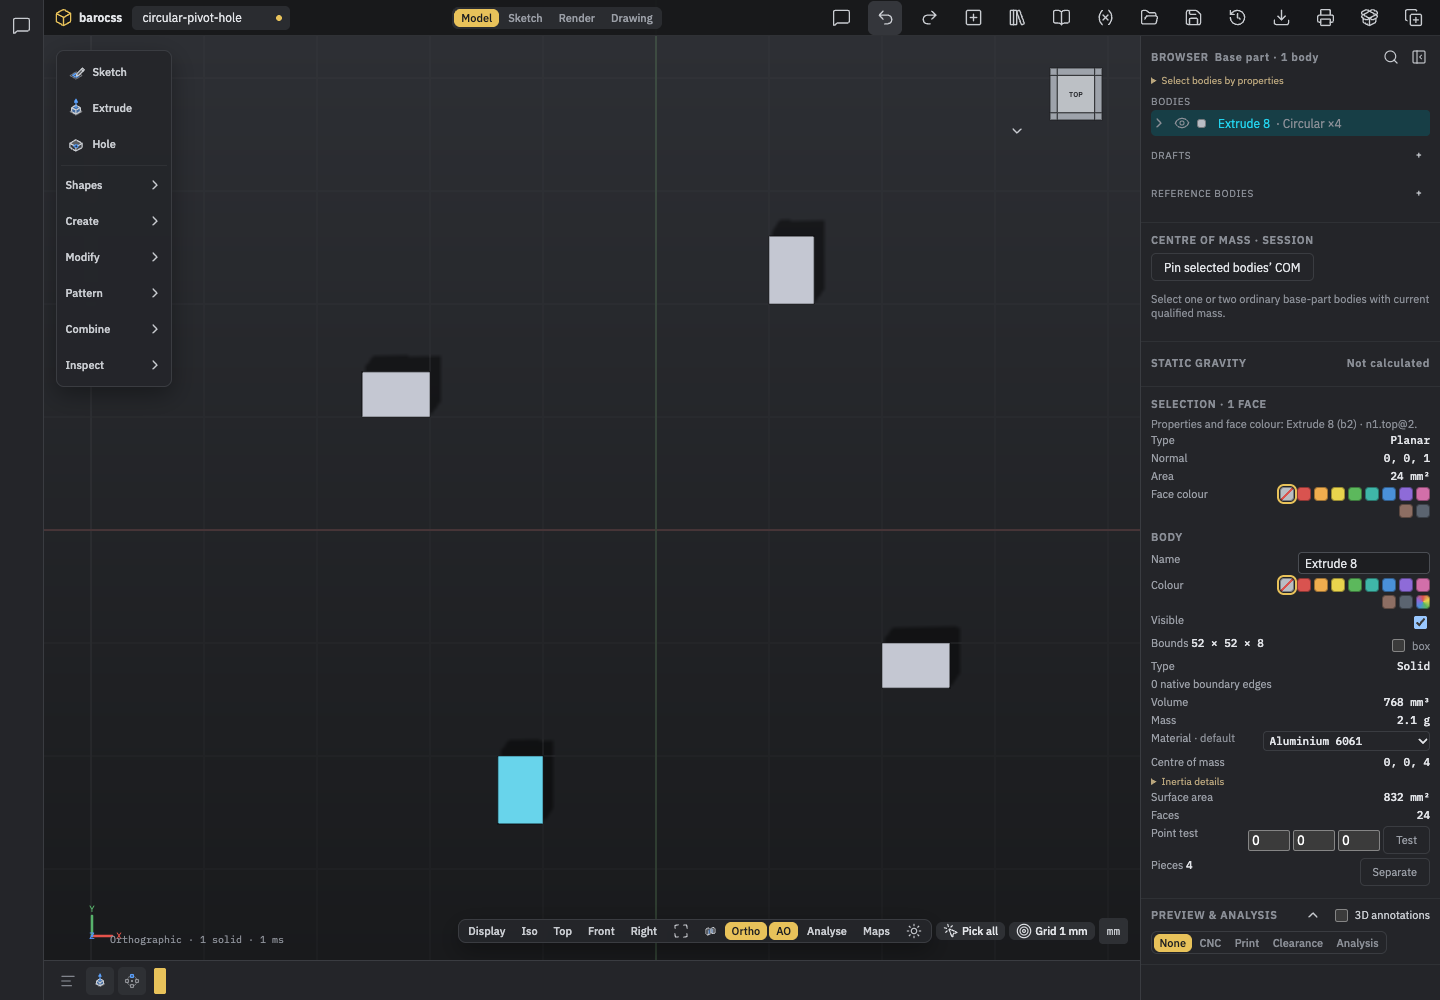 barocss
circular-pivot-hole
Model
Sketch
Render
Drawing
Sketch
Extrude
Hole
Shapes
Create
Modify
Pattern
Combine
Inspect
TOP
Y
X
Z
Orthographic · 1 solid · 1 ms
Display
Iso
Top
Front
Right
Ortho
AO
Analyse
Maps
Pick all
Grid 1 mm
mm
BROWSER Base part · 1 body
Select bodies by properties
BODIES
Extrude 8 · Circular ×4
DRAFTS +
REFERENCE BODIES +
CENTRE OF MASS · SESSION
Pin selected bodies’ COM
Select one or two ordinary base-part bodies with current
qualified mass.
STATIC GRAVITY Not calculated
SELECTION · 1 FACE
Properties and face colour: Extrude 8 (b2) · n1.top@2.
Type Planar
Normal 0, 0, 1
Area 24 mm²
Face colour
BODY
Name Extrude 8
Colour
Visible
Bounds 52 × 52 × 8 box
Type Solid
0 native boundary edges
Volume 768 mm³
Mass 2.1 g
Material · default Aluminium 6061
Centre of mass 0, 0, 4
Inertia details
Surface area 832 mm²
Faces 24
Point test 0 0 0 Test
Pieces 4 Separate
PREVIEW & ANALYSIS 3D annotations
None CNC Print Clearance Analysis